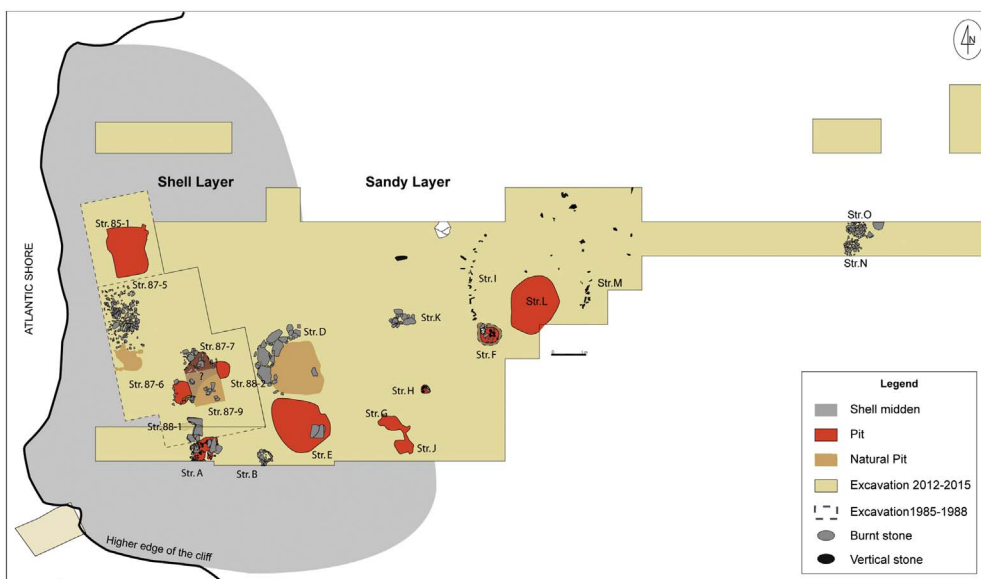 N
Shell Layer
Sandy Layer
Str. 85-1
Str. O
Str. 87-5
Str. I
Str. M
Str.N
ATLANTIC SHORE
Str.L
Str. D
Str.K
Str. 87-7
Str. F
?
Str. 87-6
Str. 88-2
Str. H
Str. 87-9
Str. G
Str. 88-1
Str. E
Str. J
Str. A
Str. B
Higher edge of the cliff
Legend
Shell midden
Pit
Natural Pit
Excavation 2012-2015
Excavation1985-1988
Burnt stone
Vertical stone